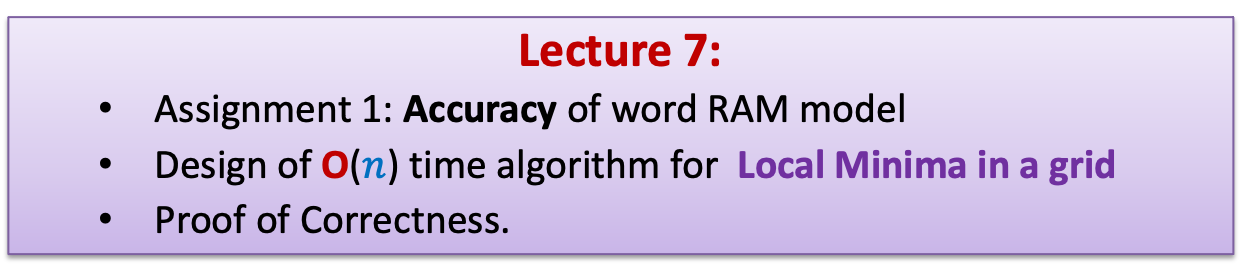 Lecture 7:
• Assignment 1: Accuracy of word RAM model
• Design of O(n) time algorithm for Local Minima in a grid
• Proof of Correctness.